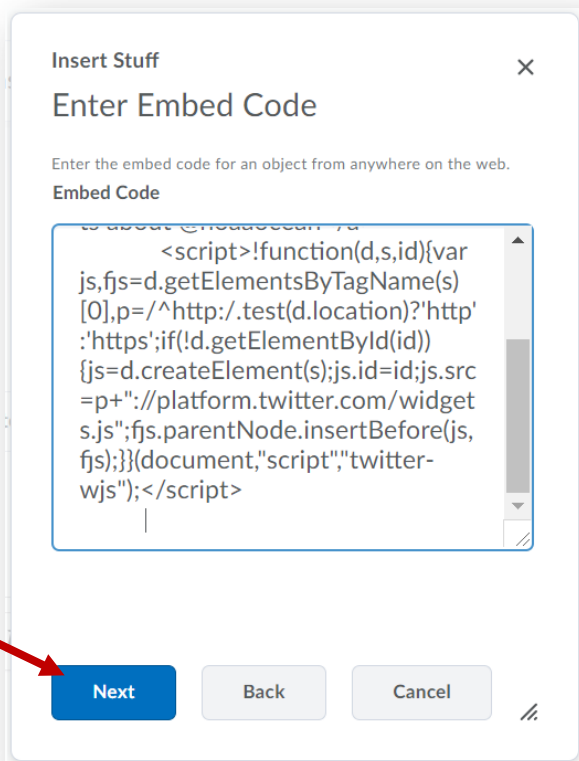 Insert Stuff
Enter Embed Code
Enter the embed code for an object from anywhere on the web.
Embed Code
ts about @noaaocean
<script>!function(d,s,id){var
js,fjs=d.getElementsByTagName(s)
[0],p=/^http:/.test(d.location)?'http'
:'https';if(!d.getElementById(id))
{js=d.createElement(s);js.id=id;js.src
=p+"://platform.twitter.com/widget
s.js";fjs.parentNode.insertBefore(js,
fjs);}}(document,"script","twitter-
wjs");</script>
Next Back Cancel